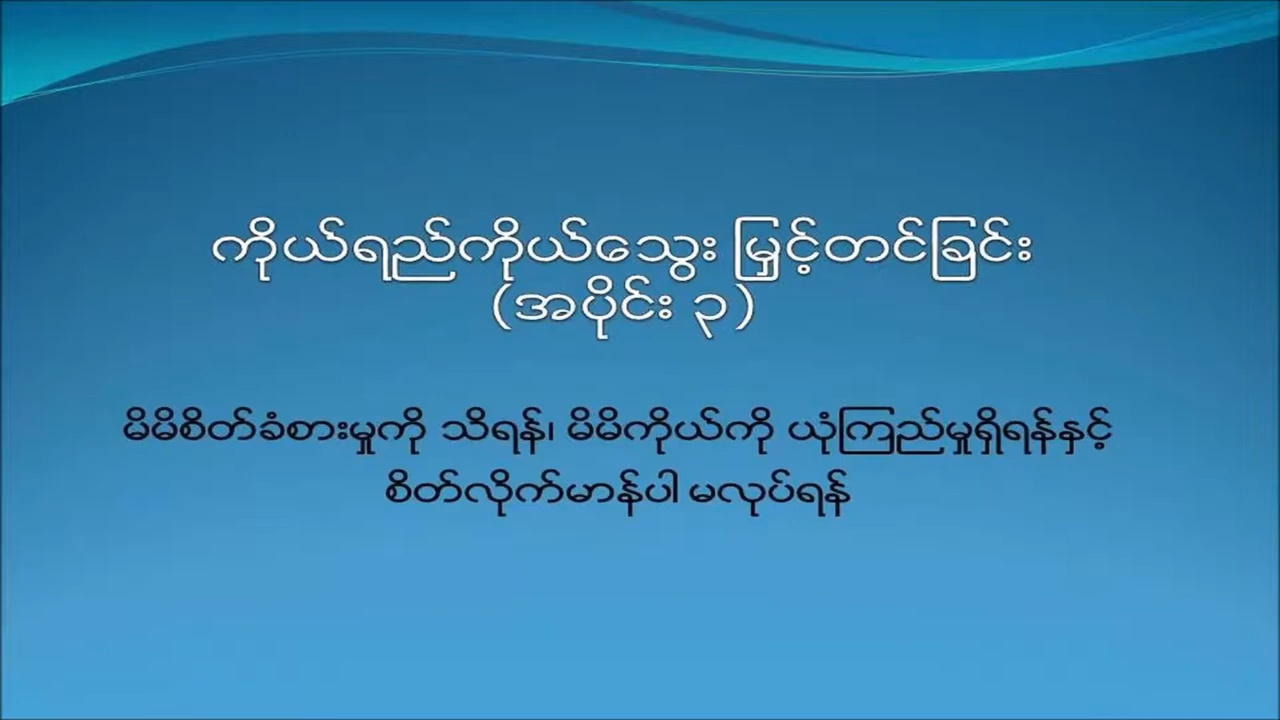 ကိုယ်ရည်ကိုယ်သွေး မြှင့်တင်ခြင်း
(အပိုင်း ၃)
မိမိစိတ်ခံစားမှုကို သိရန်၊ မိမိကိုယ်ကို ယုံကြည်မှုရှိရန်နှင့်
စိတ်လိုက်မာန်ပါ မလုပ်ရန်